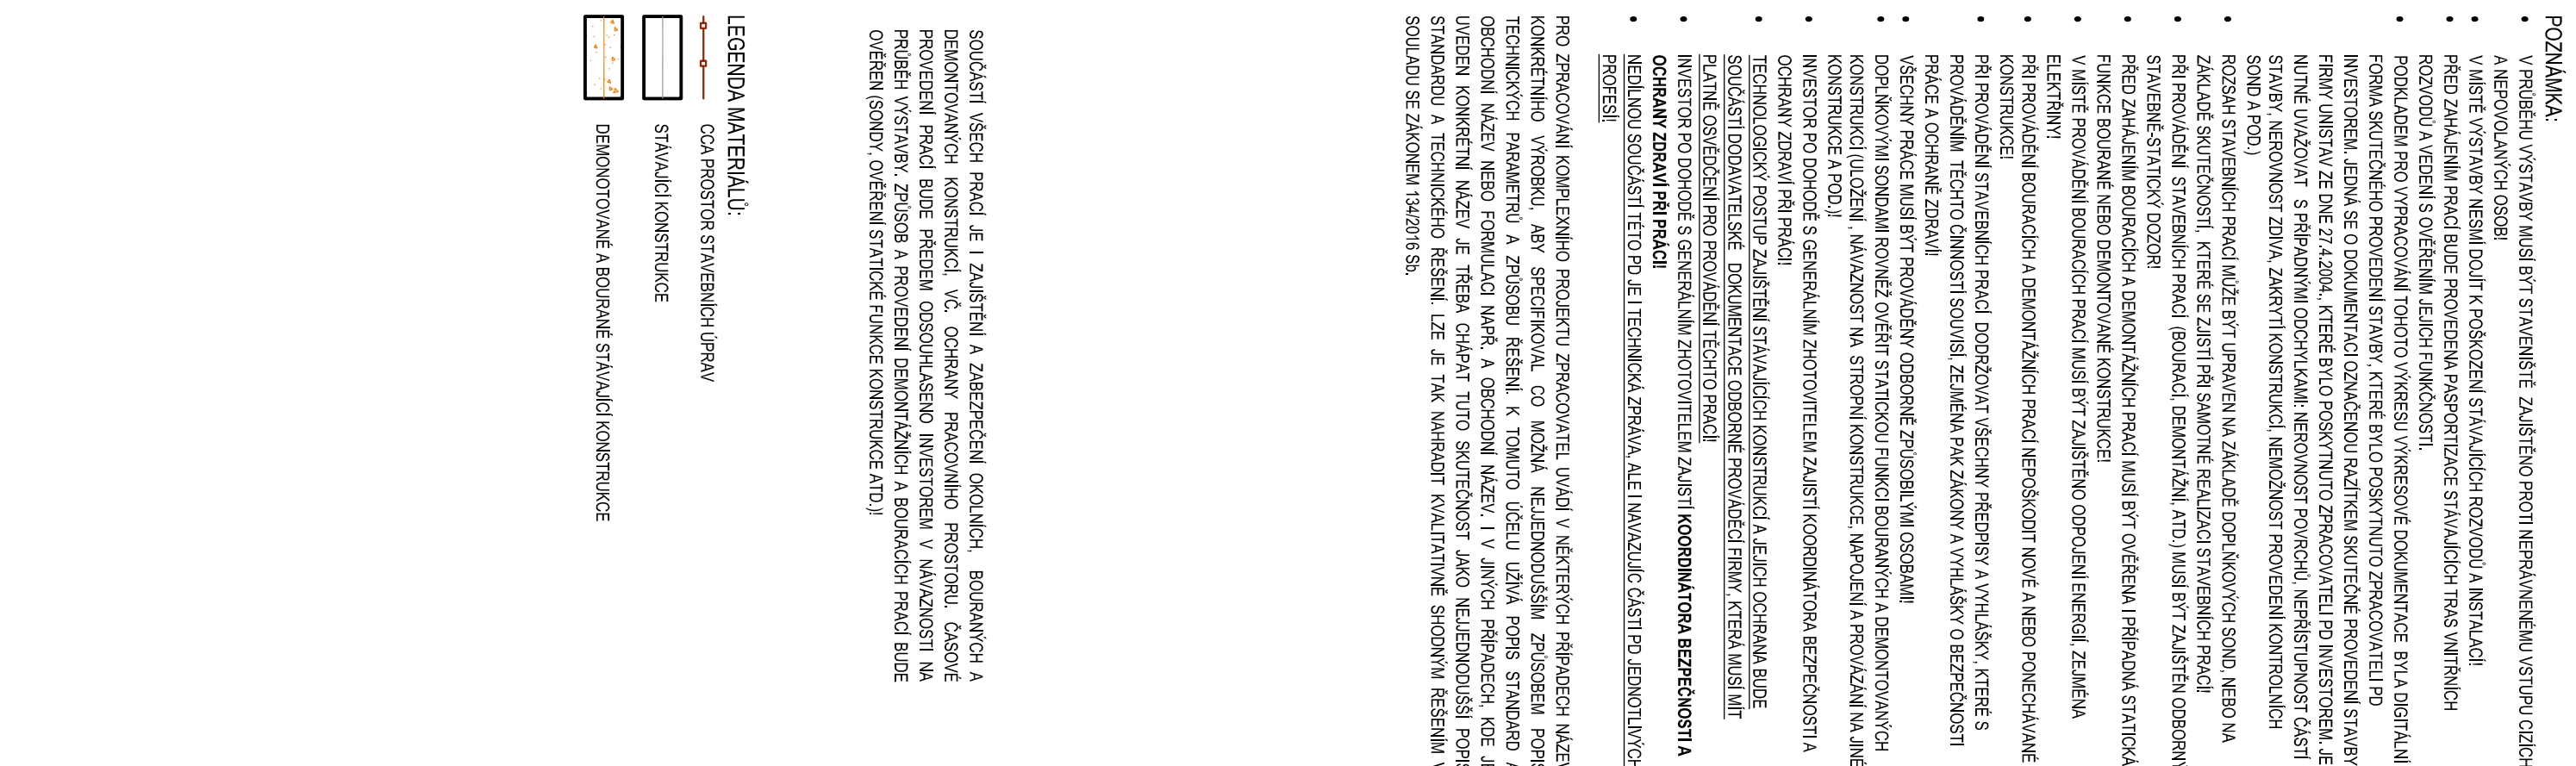 POZNÁMKA:
• V PRŮBĚHU VÝSTAVBY MUSÍ BÝT STAVENIŠTĚ ZAJIŠTĚNO PROTI NEPRÁVNENÉMU VSTUPU CIZÍCH
A NEPOVOLANÝCH OSOB!
• V MÍSTĚ VÝSTAVBY NESMÍ DOJÍT K POŠKOZENÍ STÁVAJÍCÍCH ROZVODŮ A INSTALACÍ!
• PŘED ZAHÁJENÍM PRACÍ BUDE PROVEDENA PASPORTIZACE STÁVAJÍCÍCH TRAS VNITŘNÍCH
ROZVODŮ A VEDENÍ S OVĚŘENÍM JEJICH FUNKČNOSTI.
• PODKLADEM PRO VYPRACOVÁNÍ TOHOTO VÝKRESU VÝKRESOVÉ DOKUMENTACE BYLA DIGITÁLNÍ
FORMA SKUTEČNÉHO PROVEDENÍ STAVBY, KTERÉ BYLO POSKYTNUTO ZPRACOVATELI PD
INVESTOREM. JEDNÁ SE O DOKUMENTACI OZNAČENOU RAZÍTKEM SKUTEČNÉ PROVEDENÍ STAVBY
FIRMY UNISTAV ZE DNE 27.4.2004., KTERÉ BYLO POSKYTNUTO ZPRACOVATELI PD INVESTOREM. JE
NUTNÉ UVAŽOVAT S PŘÍPADNÝMI ODCHYLKAMI: NEROVNOST POVRCHŮ, NEPŘÍSTUPNOST ČÁSTÍ
STAVBY, NEROVNOST ZDIVA, ZAKRYTÍ KONSTRUKCÍ, NEMOŽNOST PROVEDENÍ KONTROLNÍCH
SOND A POD.)
• ROZSAH STAVEBNÍCH PRACÍ MŮŽE BÝT UPRAVEN NA ZÁKLADĚ DOPLŇKOVÝCH SOND, NEBO NA
ZÁKLADĚ SKUTEČNOSTÍ, KTERÉ SE ZJISTÍ PŘI SAMOTNÉ REALIZACI STAVEBNÍCH PRACÍ!
• PŘI PROVÁDĚNÍ STAVEBNÍCH PRACÍ (BOURACÍ, DEMONTÁŽNÍ, ATD.) MUSÍ BÝT ZAJIŠTĚN ODBORNÝ
STAVEBNĚ-STATICKÝ DOZOR!
• PŘED ZAHÁJENÍM BOURACÍCH A DEMONTÁŽNÍCH PRACÍ MUSÍ BÝT OVĚŘENA I PŘÍPADNÁ STATICKÁ
FUNKCE BOURANÉ NEBO DEMONTOVANÉ KONSTRUKCE!
• V MÍSTĚ PROVÁDĚNÍ BOURACÍCH PRACÍ MUSÍ BÝT ZAJIŠTĚNO ODPOJENÍ ENERGIÍ, ZEJMÉNA
ELEKTŘINY!
• PŘI PROVÁDĚNÍ BOURACÍCH A DEMONTÁŽNÍCH PRACÍ NEPOŠKODIT NOVÉ A NEBO PONECHÁVANÉ
KONSTRUKCE!
• PŘI PROVÁDĚNÍ STAVEBNÍCH PRACÍ DODRŽOVAT VŠECHNY PŘEDPISY A VYHLÁŠKY, KTERÉ S
PROVÁDĚNÍM TĚCHTO ČINNOSTÍ SOUVISÍ, ZEJMÉNA PAK ZÁKONY A VYHLÁŠKY O BEZPEČNOSTI
PRÁCE A OCHRANĚ ZDRAVÍ!
• VŠECHNY PRÁCE MUSÍ BÝT PROVÁDĚNY ODBORNĚ ZPŮSOBILÝMI OSOBAMI!
• DOPLŇKOVÝMI SONDAMI ROVNĚŽ OVĚŘIT STATICKOU FUNKCI BOURANÝCH A DEMONTOVANÝCH
KONSTRUKCÍ (ULOŽENÍ , NÁVAZNOST NA STROPNÍ KONSTRUKCE, NAPOJENÍ A PROVÁZÁNÍ NA JINÉ
KONSTRUKCE A POD.)!
• INVESTOR PO DOHODĚ S GENERÁLNÍM ZHOTOVITELEM ZAJISTÍ KOORDINÁTORA BEZPEČNOSTI A
OCHRANY ZDRAVÍ PŘI PRÁCI!
• TECHNOLOGICKÝ POSTUP ZAJIŠTĚNÍ STÁVAJÍCÍCH KONSTRUKCÍ A JEJICH OCHRANA BUDE
SOUČÁSTÍ DODAVATELSKÉ DOKUMENTACE ODBORNÉ PROVÁDĚCÍ FIRMY, KTERÁ MUSÍ MÍT
PLATNÉ OSVĚDČENÍ PRO PROVÁDĚNÍ TĚCHTO PRACÍ!
• INVESTOR PO DOHODĚ S GENERÁLNÍM ZHOTOVITELEM ZAJISTÍ KOORDINÁTORA BEZPEČNOSTI A
OCHRANY ZDRAVÍ PŘI PRÁCI!
• NEDÍLNOU SOUČÁSTÍ TÉTO PD JE I TECHNICKÁ ZPRÁVA, ALE I NAVAZUJÍC ČÁSTI PD JEDNOTLIVÝCH
PROFESÍ!
PRO ZPRACOVÁNÍ KOMPLEXNÍHO PROJEKTU ZPRACOVATEL UVÁDÍ V NĚKTERÝCH PŘÍPADECH NÁZEV
KONKRÉTNÍHO VÝROBKU, ABY SPECIFIKOVAL CO MOŽNÁ NEJJEDNODUŠŠÍM ZPŮSOBEM POPIS
TECHNICKÝCH PARAMETRŮ A ZPŮSOBU ŘEŠENÍ. K TOMUTO ÚČELU UŽÍVÁ POPIS STANDARD A
OBCHODNÍ NÁZEV NEBO FORMULACI NAPŘ. A OBCHODNÍ NÁZEV. I V JINÝCH PŘÍPADECH, KDE JE
UVEDEN KONKRÉTNÍ NÁZEV JE TŘEBA CHÁPAT TUTO SKUTEČNOST JAKO NEJJEDNODUŠŠÍ POPIS
STANDARDU A TECHNICKÉHO ŘEŠENÍ. LZE JE TAK NAHRADIT KVALITATIVNĚ SHODNÝM ŘEŠENÍM V
SOULADU SE ZÁKONEM 134/2016 Sb.
SOUČÁSTÍ VŠECH PRACÍ JE I ZAJIŠTĚNÍ A ZABEZPEČENÍ OKOLNÍCH, BOURANÝCH A
DEMONTOVANÝCH KONSTRUKCÍ, VČ. OCHRANY PRACOVNÍHO PROSTORU. ČASOVÉ
PROVEDENÍ PRACÍ BUDE PŘEDEM ODSOUHLASENO INVESTOREM V NÁVAZNOSTI NA
PRŮBĚH VÝSTAVBY. ZPŮSOB A PROVEDENÍ DEMONTÁŽNÍCH A BOURACÍCH PRACÍ BUDE
OVĚŘEN (SONDY, OVĚŘENÍ STATICKÉ FUNKCE KONSTRUKCE ATD.)!
LEGENDA MATERIÁLŮ:
CCA PROSTOR STAVEBNÍCH ÚPRAV
STÁVAJÍCÍ KONSTRUKCE
DEMONOTOVANÉ A BOURANÉ STÁVAJÍCÍ KONSTRUKCE